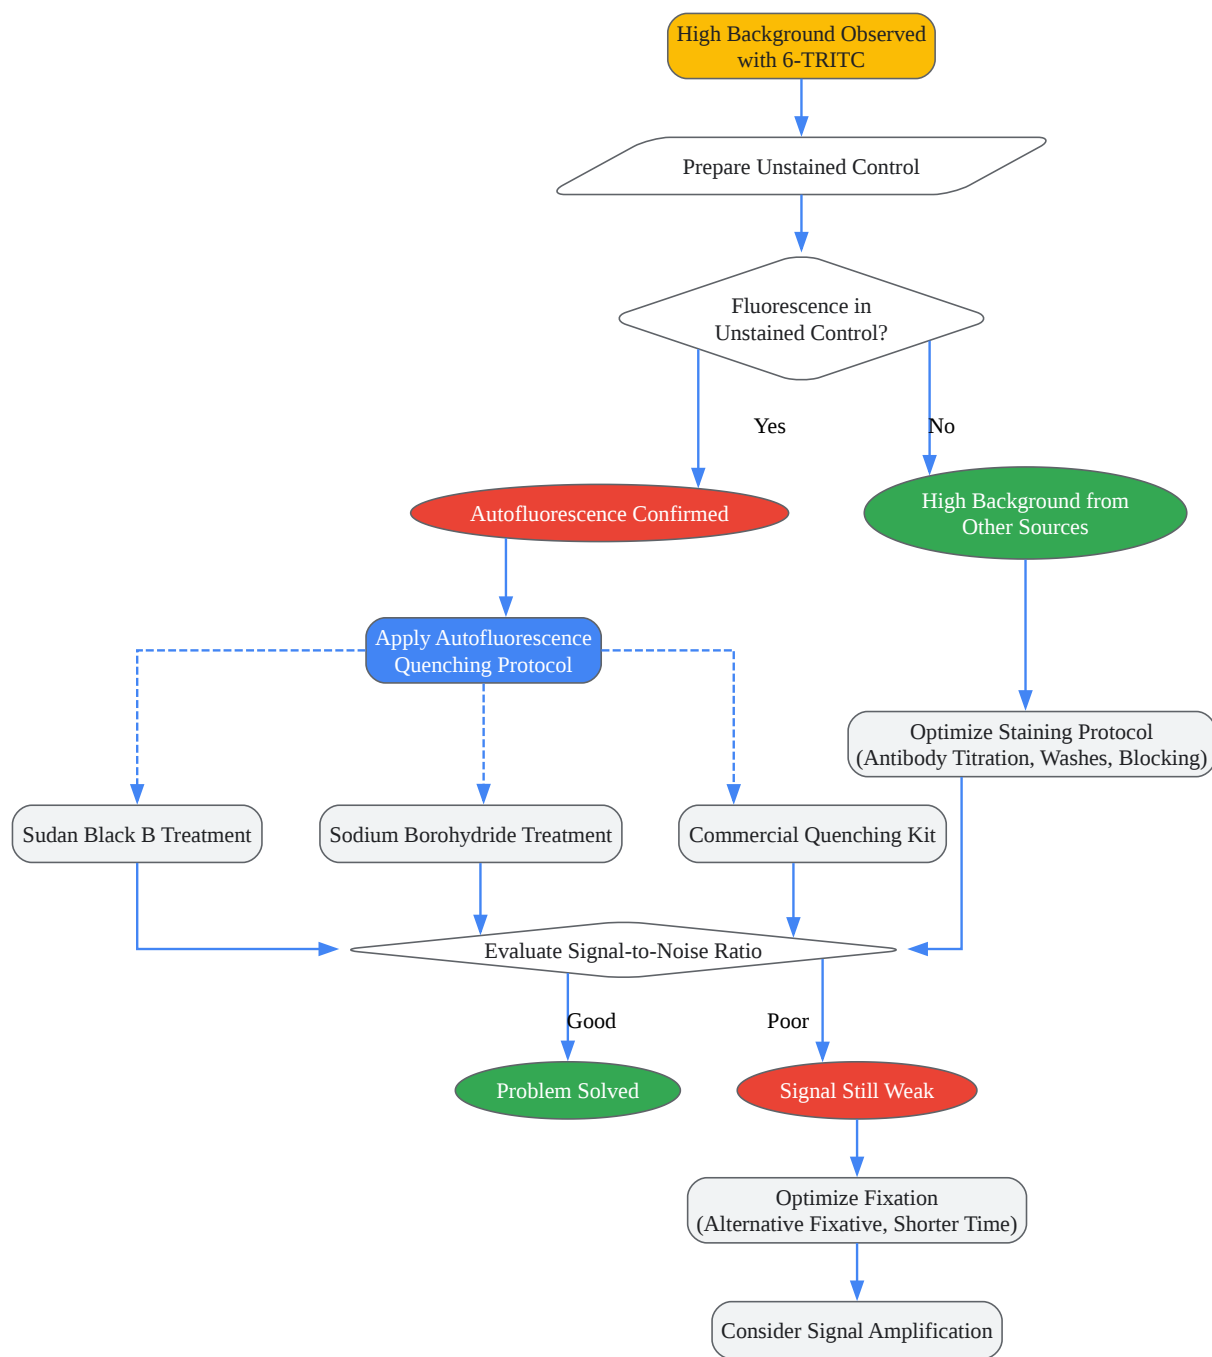 High Background Observed
with 6-TRITC
Prepare Unstained Control
Fluorescence in
Unstained Control?
Yes
No
Autofluorescence Confirmed
High Background from
Other Sources
Apply Autofluorescence
Quenching Protocol
Optimize Staining Protocol
(Antibody Titration, Washes, Blocking)
Sudan Black B Treatment
Sodium Borohydride Treatment
Commercial Quenching Kit
Evaluate Signal-to-Noise Ratio
Good
Poor
Problem Solved
Signal Still Weak
Optimize Fixation
(Alternative Fixative, Shorter Time)
Consider Signal Amplification